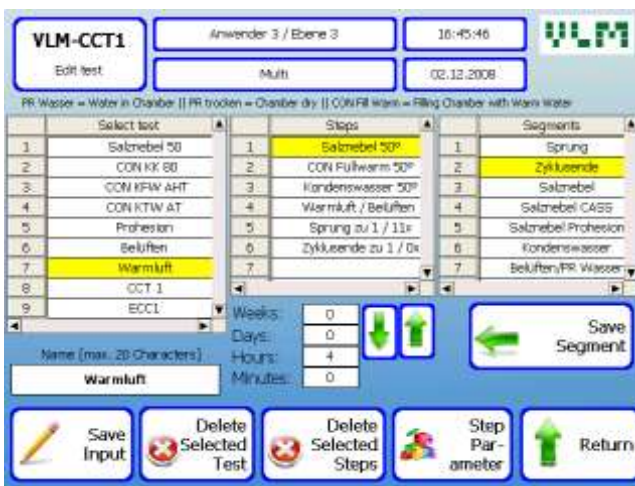 VLM-CCT1
Edit test
Anwender 3 / Ebene 3
16:45:46
VLM
Multi
02.12.2008
PR Wasser = Water in Chamber || PR trocken = Chamber dry || CON Fill Warm = Filling Chamber with Warm Water
Select test
1 Salznebel 50
2 CON KK 80
3 CON KFW AHT
4 CON KTW AT
5 Prohesion
6 Belüften
7 Warmluft
8 CCT 1
9 ECC1
Steps
1 Salznebel 50º
2 CON Füllwarm 50º
3 Kondenswasser 50º
4 Warmluft / Belüften
5 Sprung zu 1 / 11x
6 Zyklusende zu 1 / 0x
7
Segments
1 Sprung
2 Zyklusende
3 Salznebel
4 Salznebel CASS
5 Salznebel Prohesion
6 Kondenswasser
7 Belüften/PR Wasser
Weeks: 0
Days: 0
Hours: 4
Minutes: 0
Save
Segment
Name (max. 20 Characters)
Warmluft
Save
Input
Delete
Selected
Test
Delete
Selected
Steps
Step
Par-
ameter
Return